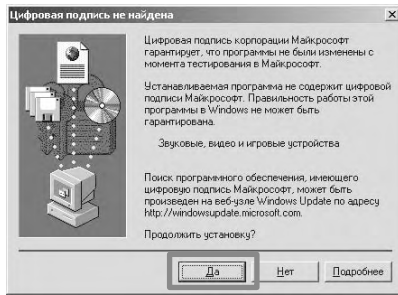 Цифровая подпись не найдена
Цифровая подпись корпорации Майкрософт
гарантирует, что программы не были изменены с
момента тестирования в Майкрософт.
Устанавливаемая программа не содержит цифровой
подписи Майкрософт. Правильность работы этой
программы в Windows не может быть
гарантирована.
Звуковые, видео и игровые устройства
Поиск программного обеспечения, имеющего
цифровую подпись Майкрософт, может быть
произведен на веб-узле Windows Update по адресу
http://windowsupdate.microsoft.com.
Продолжить установку?
Да
Нет
Подробнее